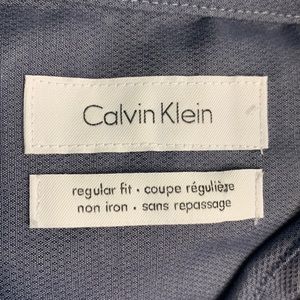 Calvin Klein
regular fit • coupe régulière
non iron • sans repassage